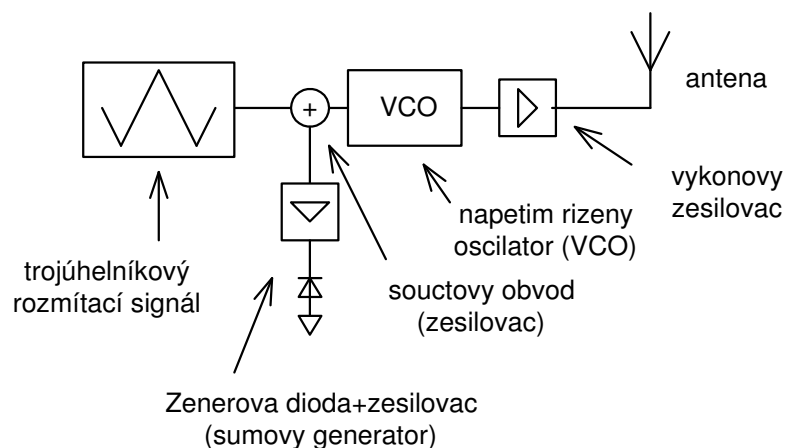 +
VCO
antena
vykonovy
zesilovac
napetim rizeny
oscilator (VCO)
trojúhelníkový
rozmítací signál
souctovy obvod
(zesilovac)
Zenerova dioda+zesilovac
(sumovy generator)